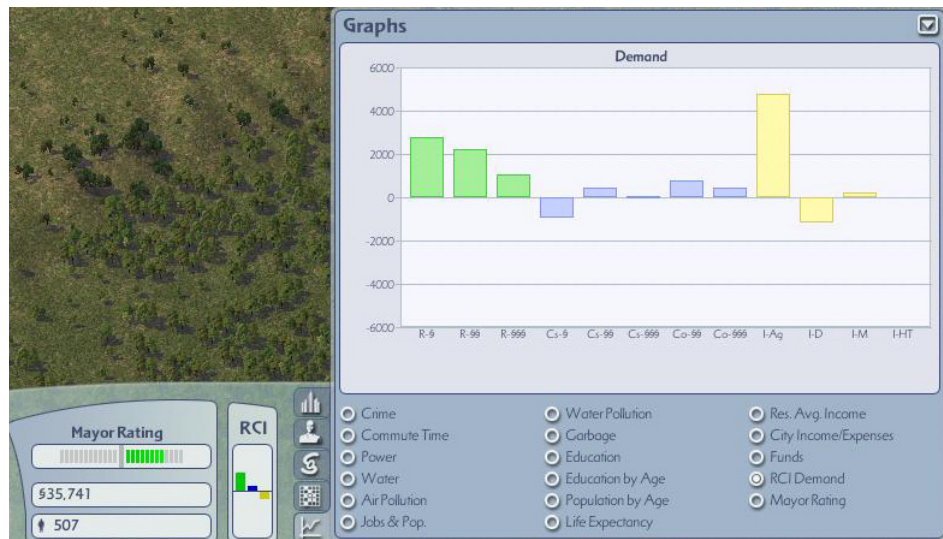 Graphs
Demand
6000
4000
2000
0
-2000
-4000
-6000
R-§ R-§§ R-§§§ Cs-§ Cs-§§ Cs-§§§ Co-§§ Co-§§§ I-Ag I-D I-M I-HT
Crime Water Pollution Res. Avg. Income
Commute Time Garbage City Income/Expenses
Power Education Funds
Water Education by Age RCI Demand
Air Pollution Population by Age Mayor Rating
Jobs & Pop. Life Expectancy
Mayor Rating RCI
§35,741
507